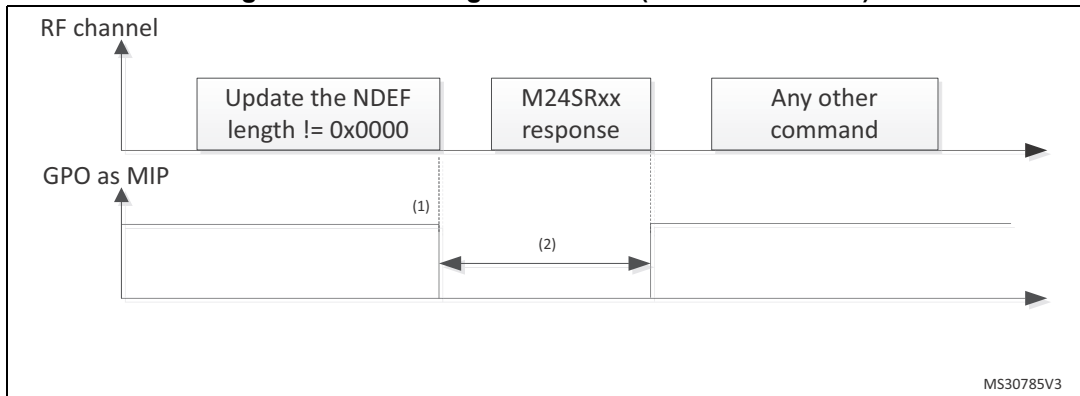 RF channel
Update the NDEF
length != 0x0000
M24SRxx
response
Any other
command
GPO as MIP
(1)
(2)
MS30785V3